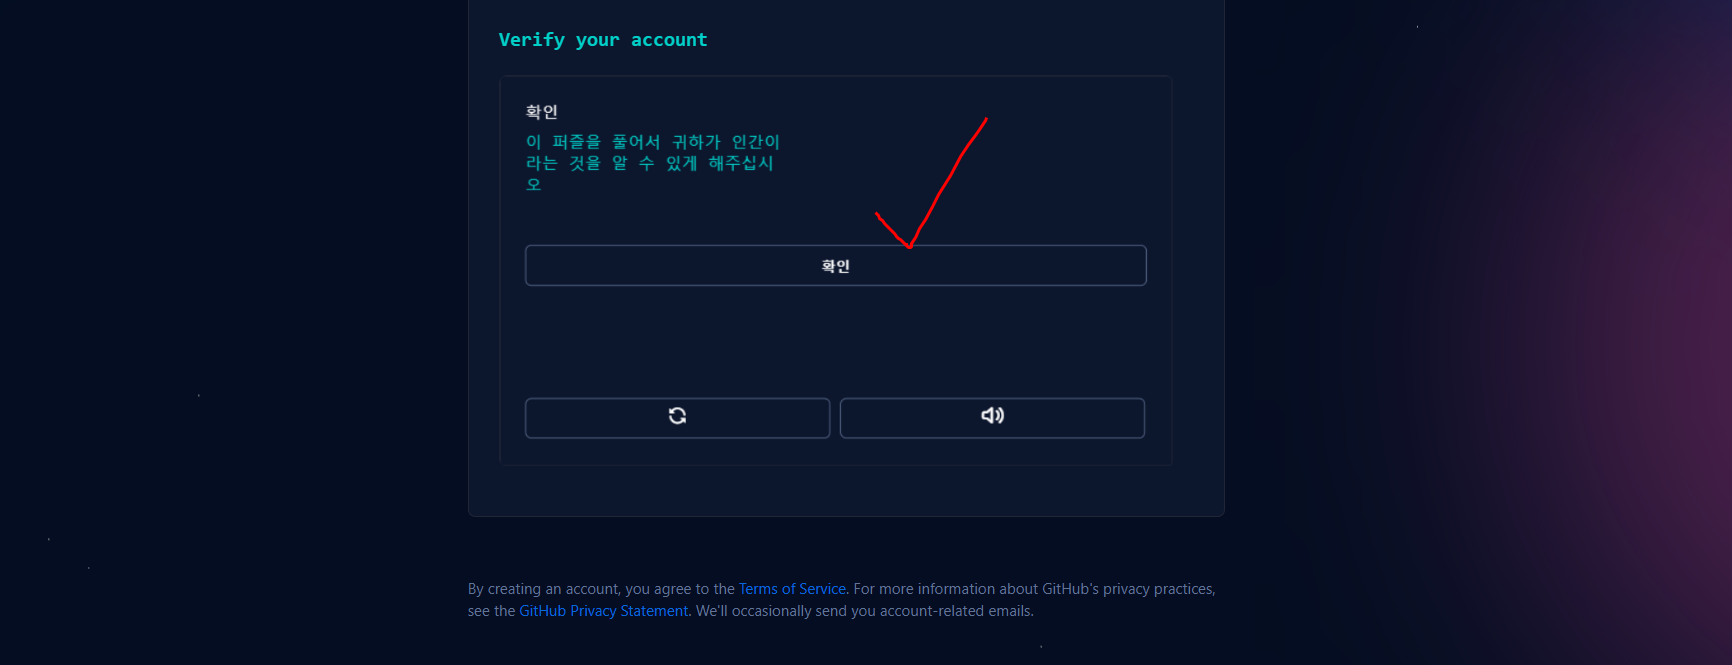 Verify your account
확인
이 퍼즐을 풀어서 귀하가 인간이
라는 것을 알 수 있게 해주십시
오
확인
By creating an account, you agree to the Terms of Service. For more information about GitHub's privacy practices,
see the GitHub Privacy Statement. We'll occasionally send you account-related emails.